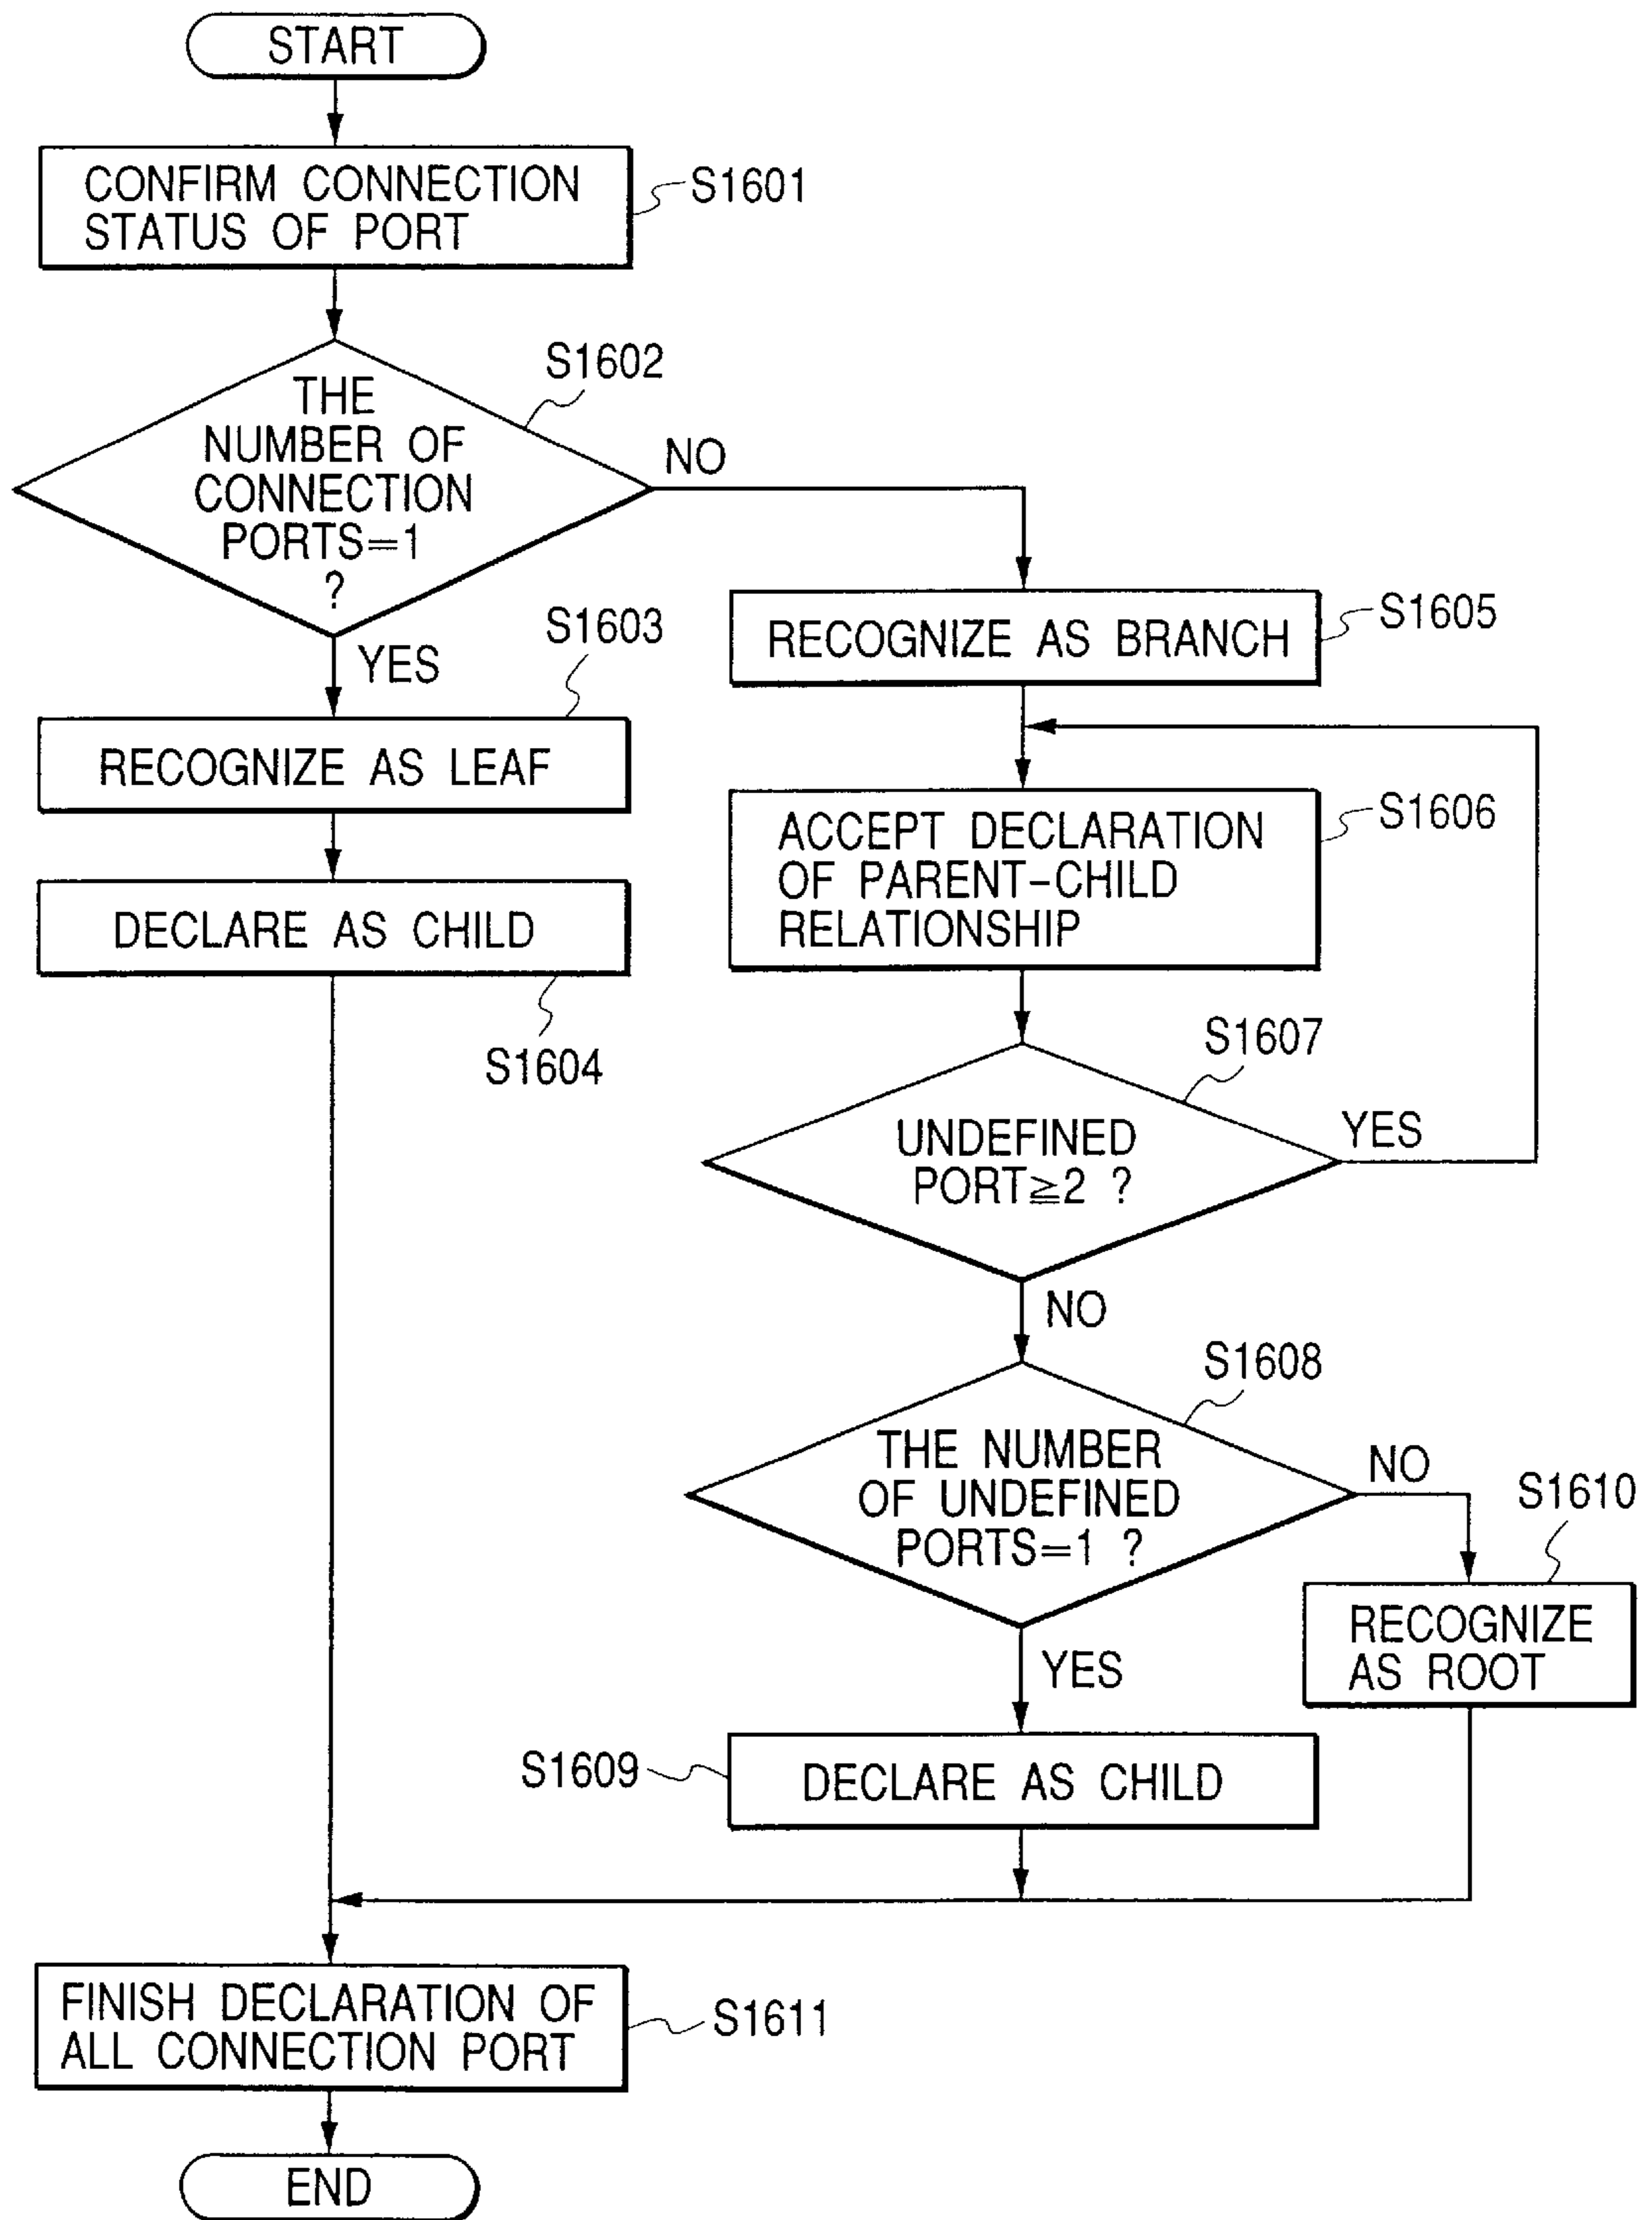 START
CONFIRM CONNECTION
STATUS OF PORT
S1601
S1602
THE
NUMBER OF
CONNECTION
PORTS=1
?
NO
YES
S1603
RECOGNIZE AS LEAF
DECLARE AS CHILD
S1604
RECOGNIZE AS BRANCH
S1605
ACCEPT DECLARATION
OF PARENT-CHILD
RELATIONSHIP
S1606
S1607
UNDEFINED
PORT≧2 ?
YES
NO
S1608
THE NUMBER
OF UNDEFINED
PORTS=1 ?
NO
S1610
RECOGNIZE
AS ROOT
YES
S1609
DECLARE AS CHILD
FINISH DECLARATION OF
ALL CONNECTION PORT
S1611
END